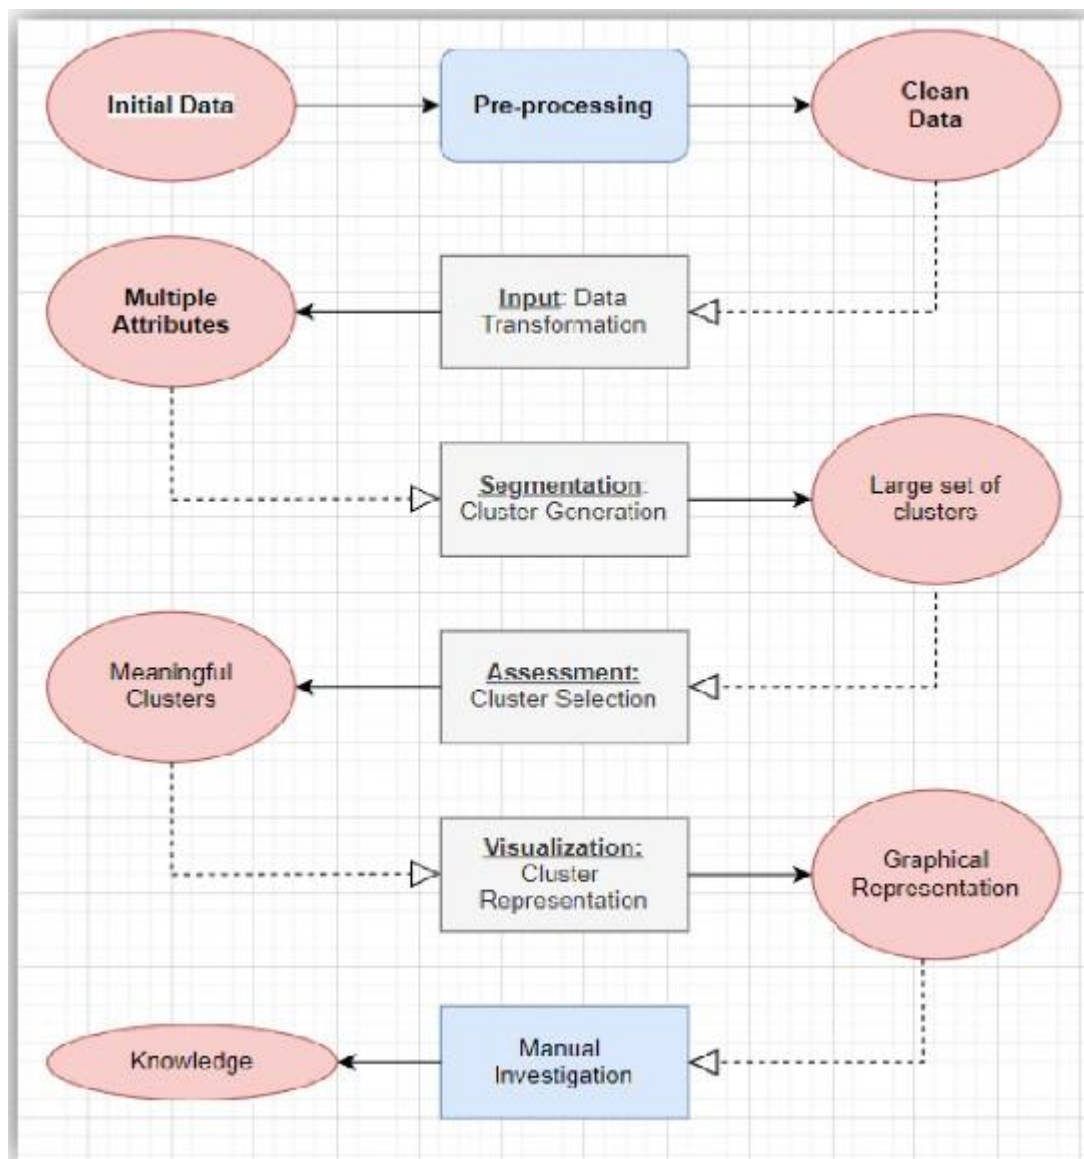 Initial Data
Pre-processing
Clean
Data
Multiple
Attributes
Input: Data
Transformation
Segmentation:
Cluster Generation
Large set of
clusters
Meaningful
Clusters
Assessment:
Cluster Selection
Visualization:
Cluster
Representation
Graphical
Representation
Knowledge
Manual
Investigation